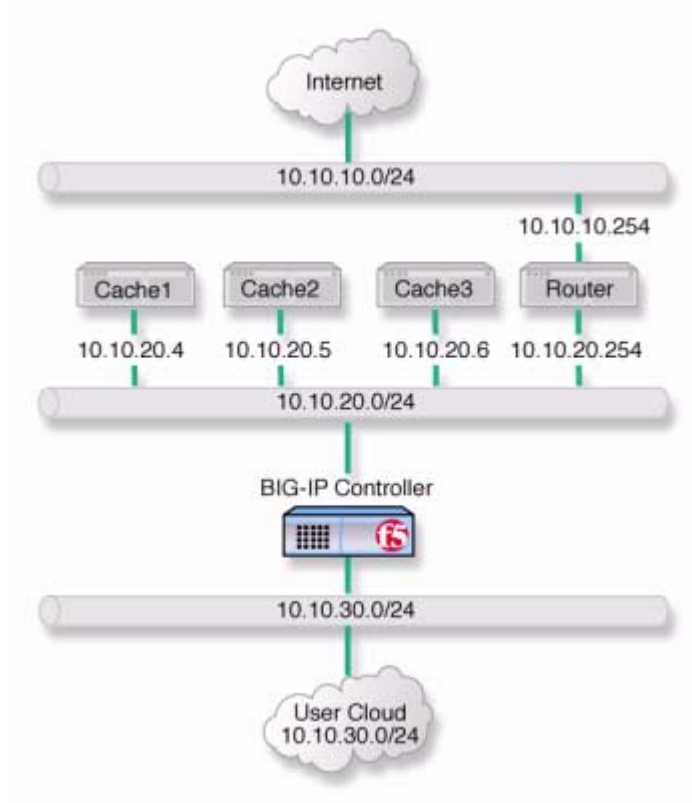 Internet
10.10.10.0/24
10.10.10.254
Cache1
Cache2
Cache3
Router
10.10.20.4
10.10.20.5
10.10.20.6
10.10.20.254
10.10.20.0/24
BIG-IP Controller
f5
10.10.30.0/24
User Cloud
10.10.30.0/24